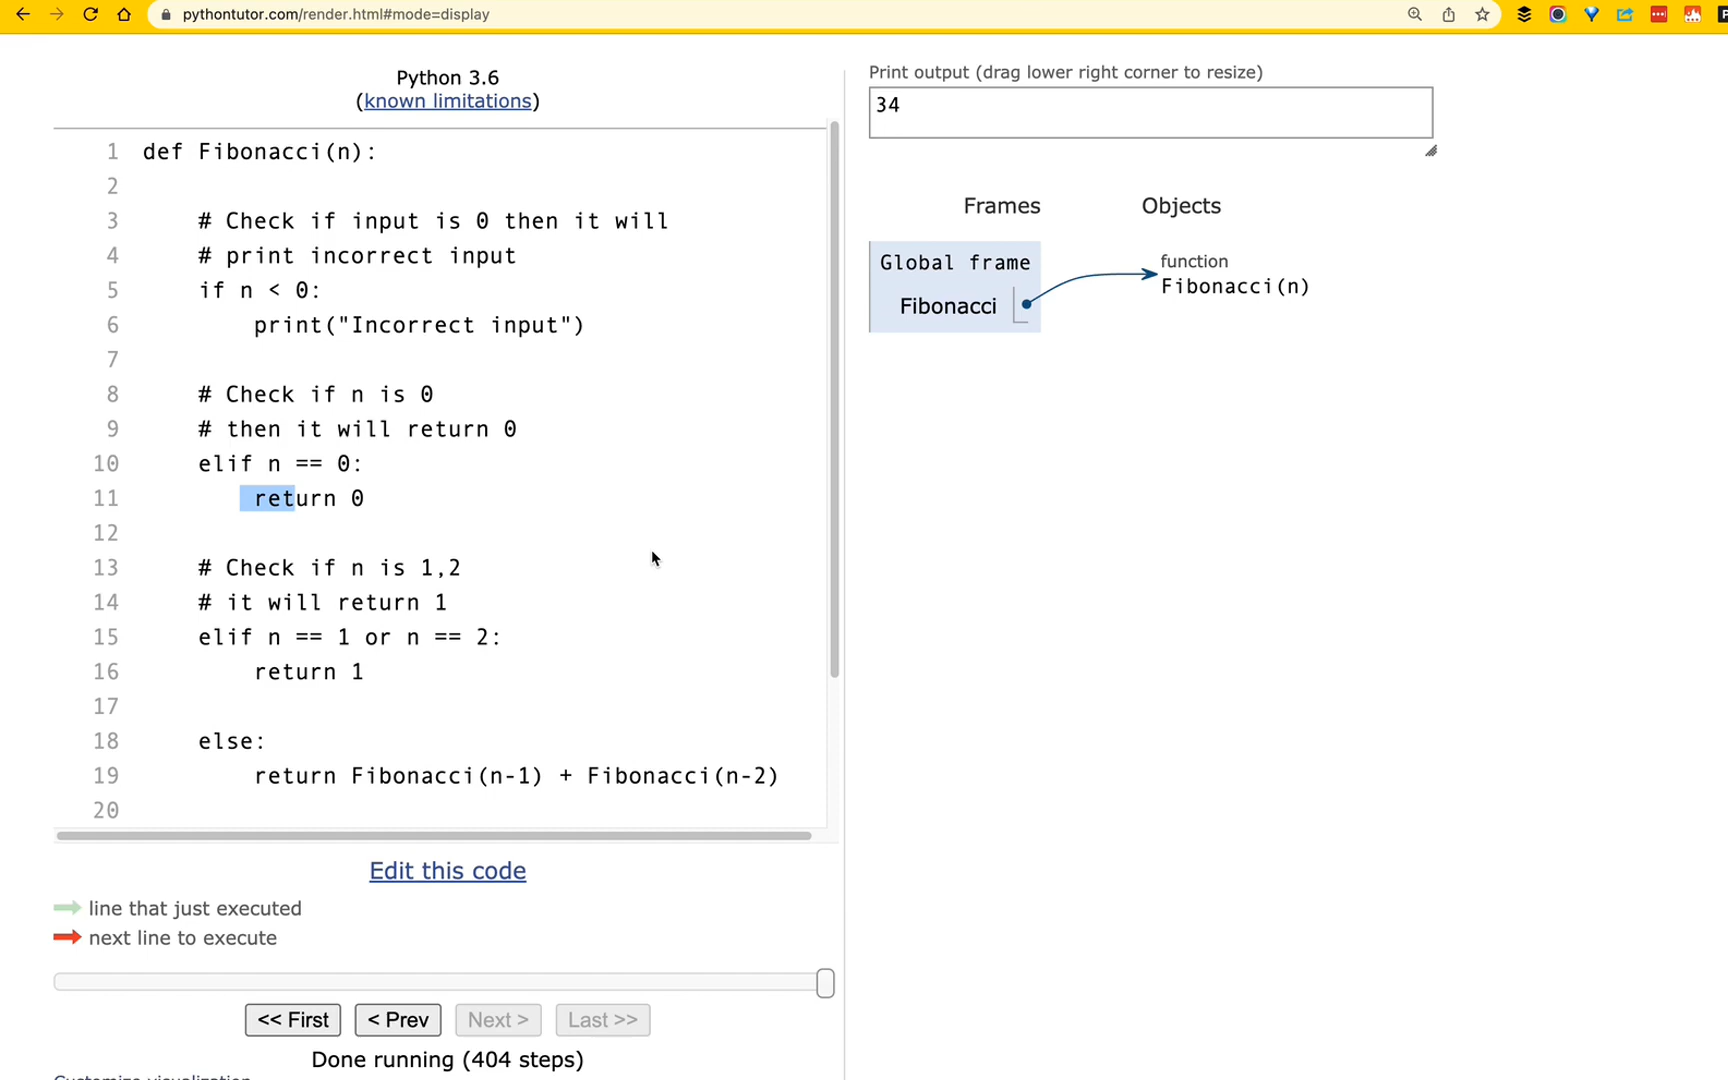 pythontutor.com/render.html#mode=display
Python 3.6
(known limitations)
1 def Fibonacci(n):
2
3 # Check if input is 0 then it will
4 # print incorrect input
5 if n < 0:
6 print("Incorrect input")
7
8 # Check if n is 0
9 # then it will return 0
10 elif n == 0:
11 return 0
12
13 # Check if n is 1,2
14 # it will return 1
15 elif n == 1 or n == 2:
16 return 1
17
18 else:
19 return Fibonacci(n-1) + Fibonacci(n-2)
20
Edit this code
line that just executed
next line to execute
<< First < Prev Next > Last >>
Done running (404 steps)
Print output (drag lower right corner to resize)
34
Frames Objects
Global frame
Fibonacci
function
Fibonacci(n)